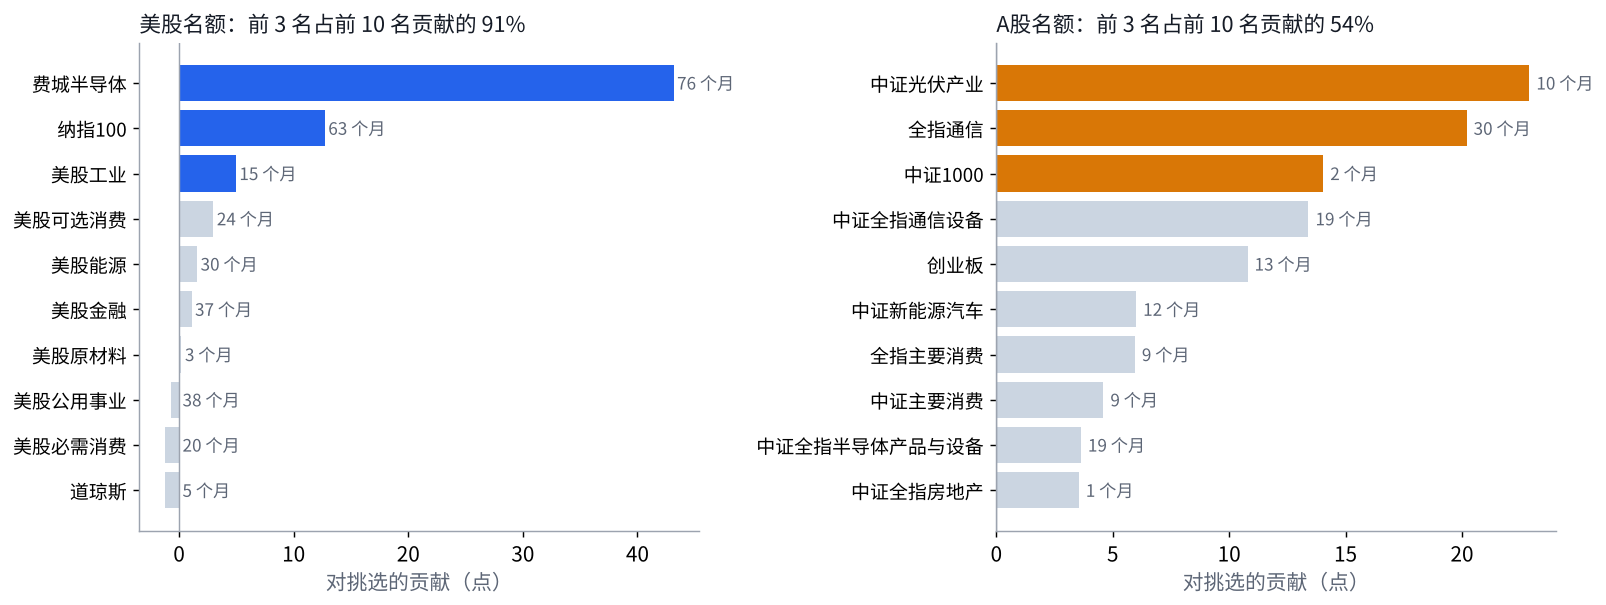 美股名额：前 3 名占前 10 名贡献的 91%
费城半导体 76 个月
纳指100 63 个月
美股工业 15 个月
美股可选消费 24 个月
美股能源 30 个月
美股金融 37 个月
美股原材料 3 个月
美股公用事业 38 个月
美股必需消费 20 个月
道琼斯 5 个月
0 10 20 30 40
对挑选的贡献（点）
A股名额：前 3 名占前 10 名贡献的 54%
中证光伏产业 10 个月
全指通信 30 个月
中证1000 2 个月
中证全指通信设备 19 个月
创业板 13 个月
中证新能源汽车 12 个月
全指主要消费 9 个月
中证主要消费 9 个月
中证全指半导体产品与设备 19 个月
中证全指房地产 1 个月
0 5 10 15 20
对挑选的贡献（点）